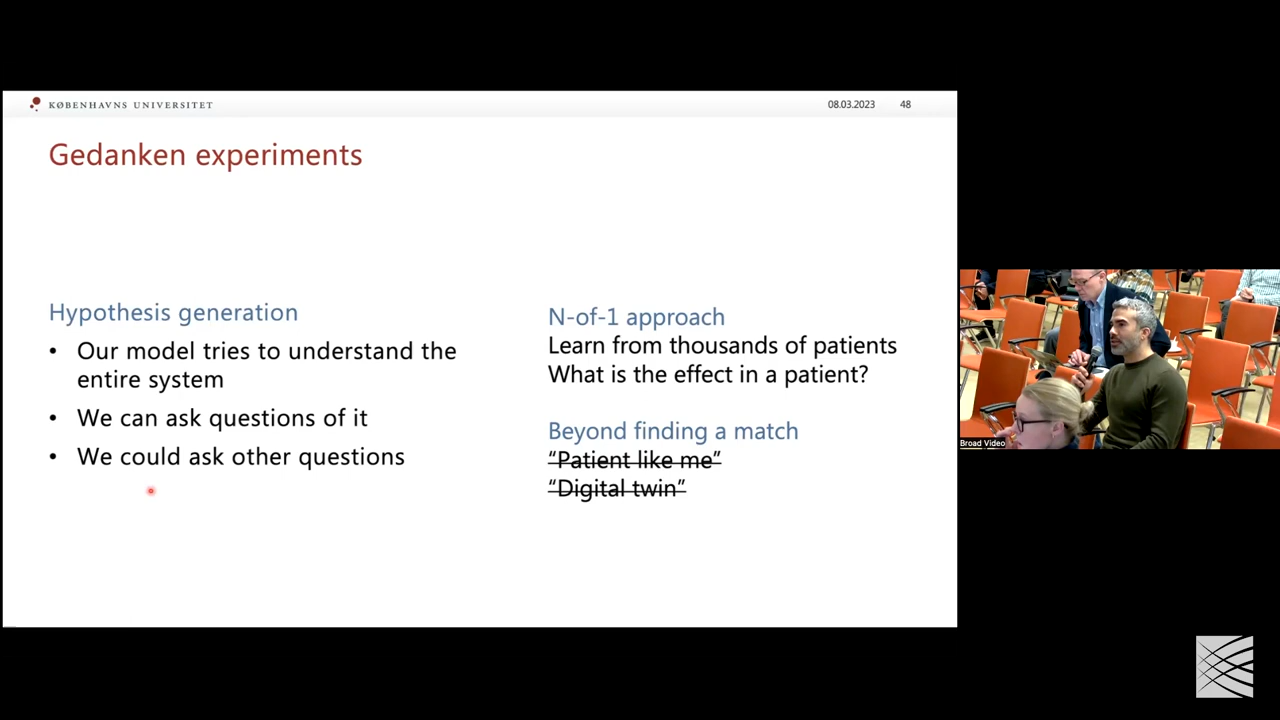 KØBENHAVNS UNIVERSITET
08.03.2023 48
Gedanken experiments
Hypothesis generation
• Our model tries to understand the
entire system
• We can ask questions of it
• We could ask other questions
N-of-1 approach
Learn from thousands of patients
What is the effect in a patient?
Beyond finding a match
“Patient like me”
“Digital twin”
Broad Video